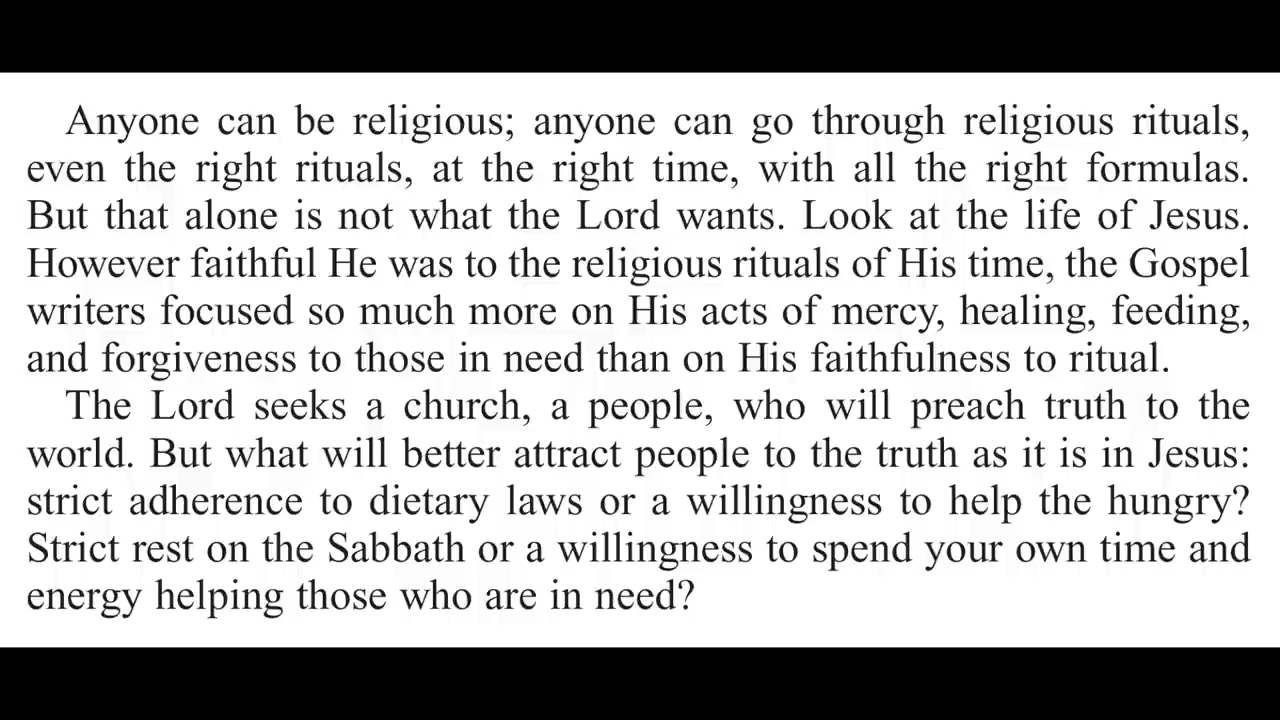 Anyone can be religious; anyone can go through religious rituals,
even the right rituals, at the right time, with all the right formulas.
But that alone is not what the Lord wants. Look at the life of Jesus.
However faithful He was to the religious rituals of His time, the Gospel
writers focused so much more on His acts of mercy, healing, feeding,
and forgiveness to those in need than on His faithfulness to ritual.
The Lord seeks a church, a people, who will preach truth to the
world. But what will better attract people to the truth as it is in Jesus:
strict adherence to dietary laws or a willingness to help the hungry?
Strict rest on the Sabbath or a willingness to spend your own time and
energy helping those who are in need?